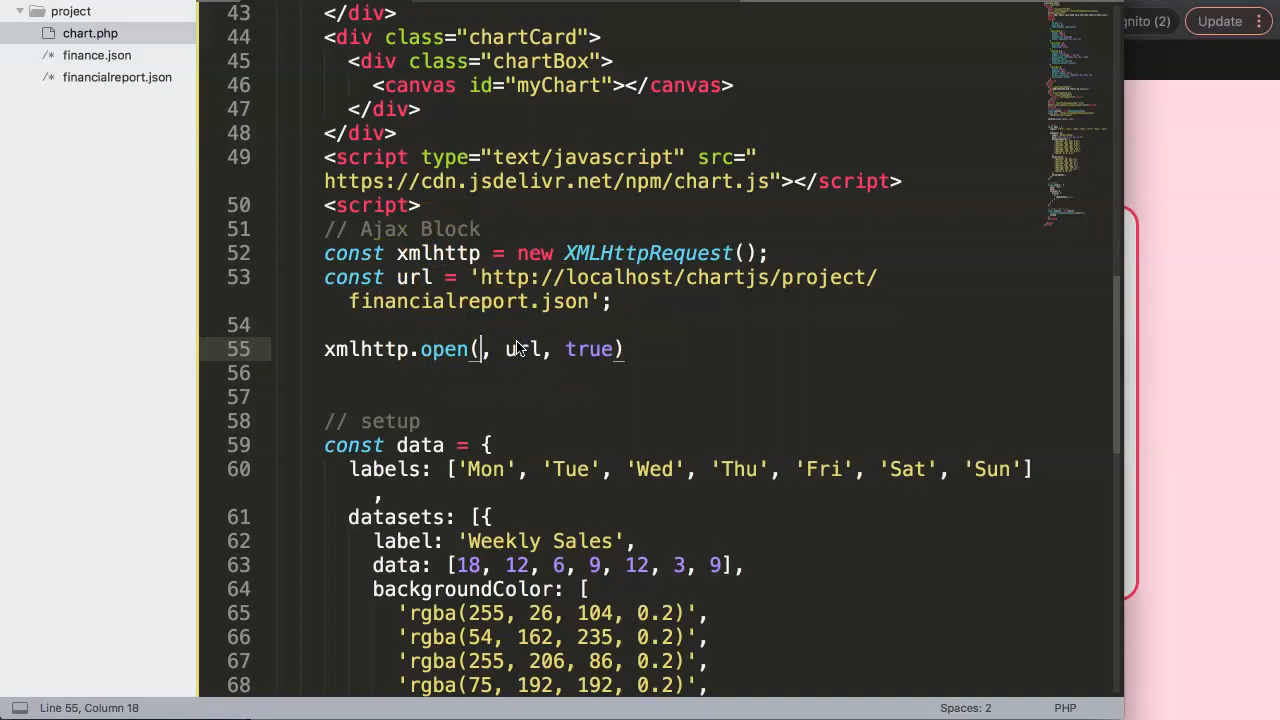 project
chart.php
finance.json
financialreport.json
gnito (2)
Update
43 </div>
44 <div class="chartCard">
45 <div class="chartBox">
46 <canvas id="myChart"></canvas>
47 </div>
48 </div>
49 <script type="text/javascript" src="
https://cdn.jsdelivr.net/npm/chart.js"></script>
50 <script>
51 // Ajax Block
52 const xmlhttp = new XMLHttpRequest();
53 const url = 'http://localhost/chartjs/project/
financialreport.json';
54
55 xmlhttp.open(, url, true)
56
57
58 // setup
59 const data = {
60 labels: ['Mon', 'Tue', 'Wed', 'Thu', 'Fri', 'Sat', 'Sun']
,
61 datasets: [{
62 label: 'Weekly Sales',
63 data: [18, 12, 6, 9, 12, 3, 9],
64 backgroundColor: [
65 'rgba(255, 26, 104, 0.2)',
66 'rgba(54, 162, 235, 0.2)',
67 'rgba(255, 206, 86, 0.2)',
68 'rgba(75, 192, 192, 0.2)',
Line 55, Column 18
Spaces: 2
PHP